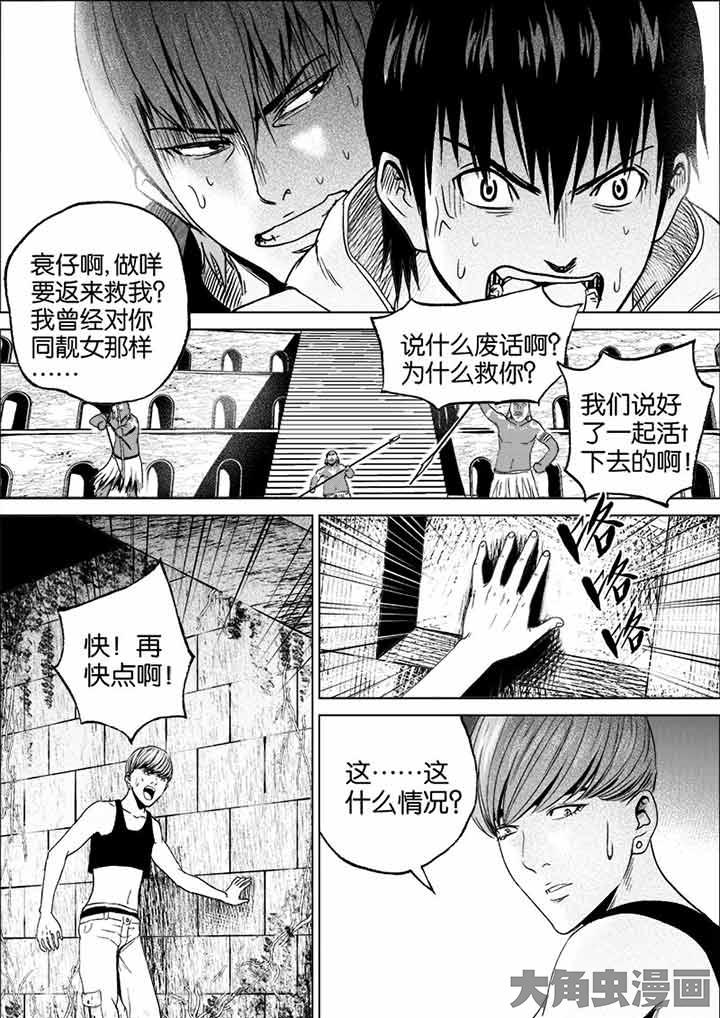 衰仔啊,做咩
要返来救我?
我曾经对你
同靓女那样
……
说什么废话啊?
为什么救你?
我们说好
了一起活t
下去的啊!
快！再
快点啊!
咯咯咯
这……这
什么情况?
大角虫漫画